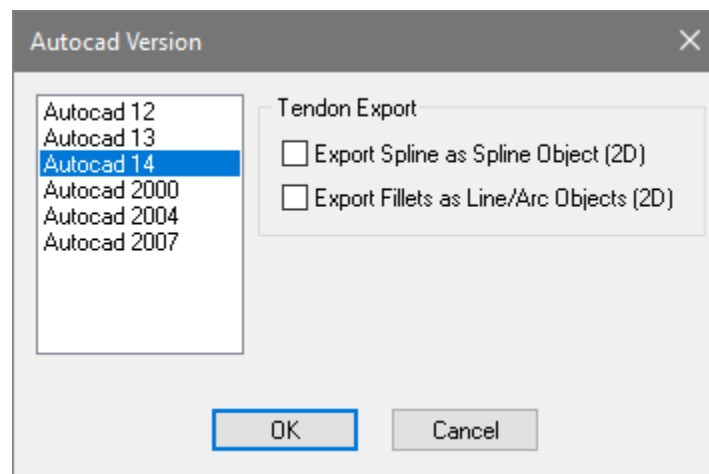 Autocad Version
Autocad 12
Autocad 13
Autocad 14
Autocad 2000
Autocad 2004
Autocad 2007
Tendon Export
Export Spline as Spline Object (2D)
Export Fillets as Line/Arc Objects (2D)
OK
Cancel